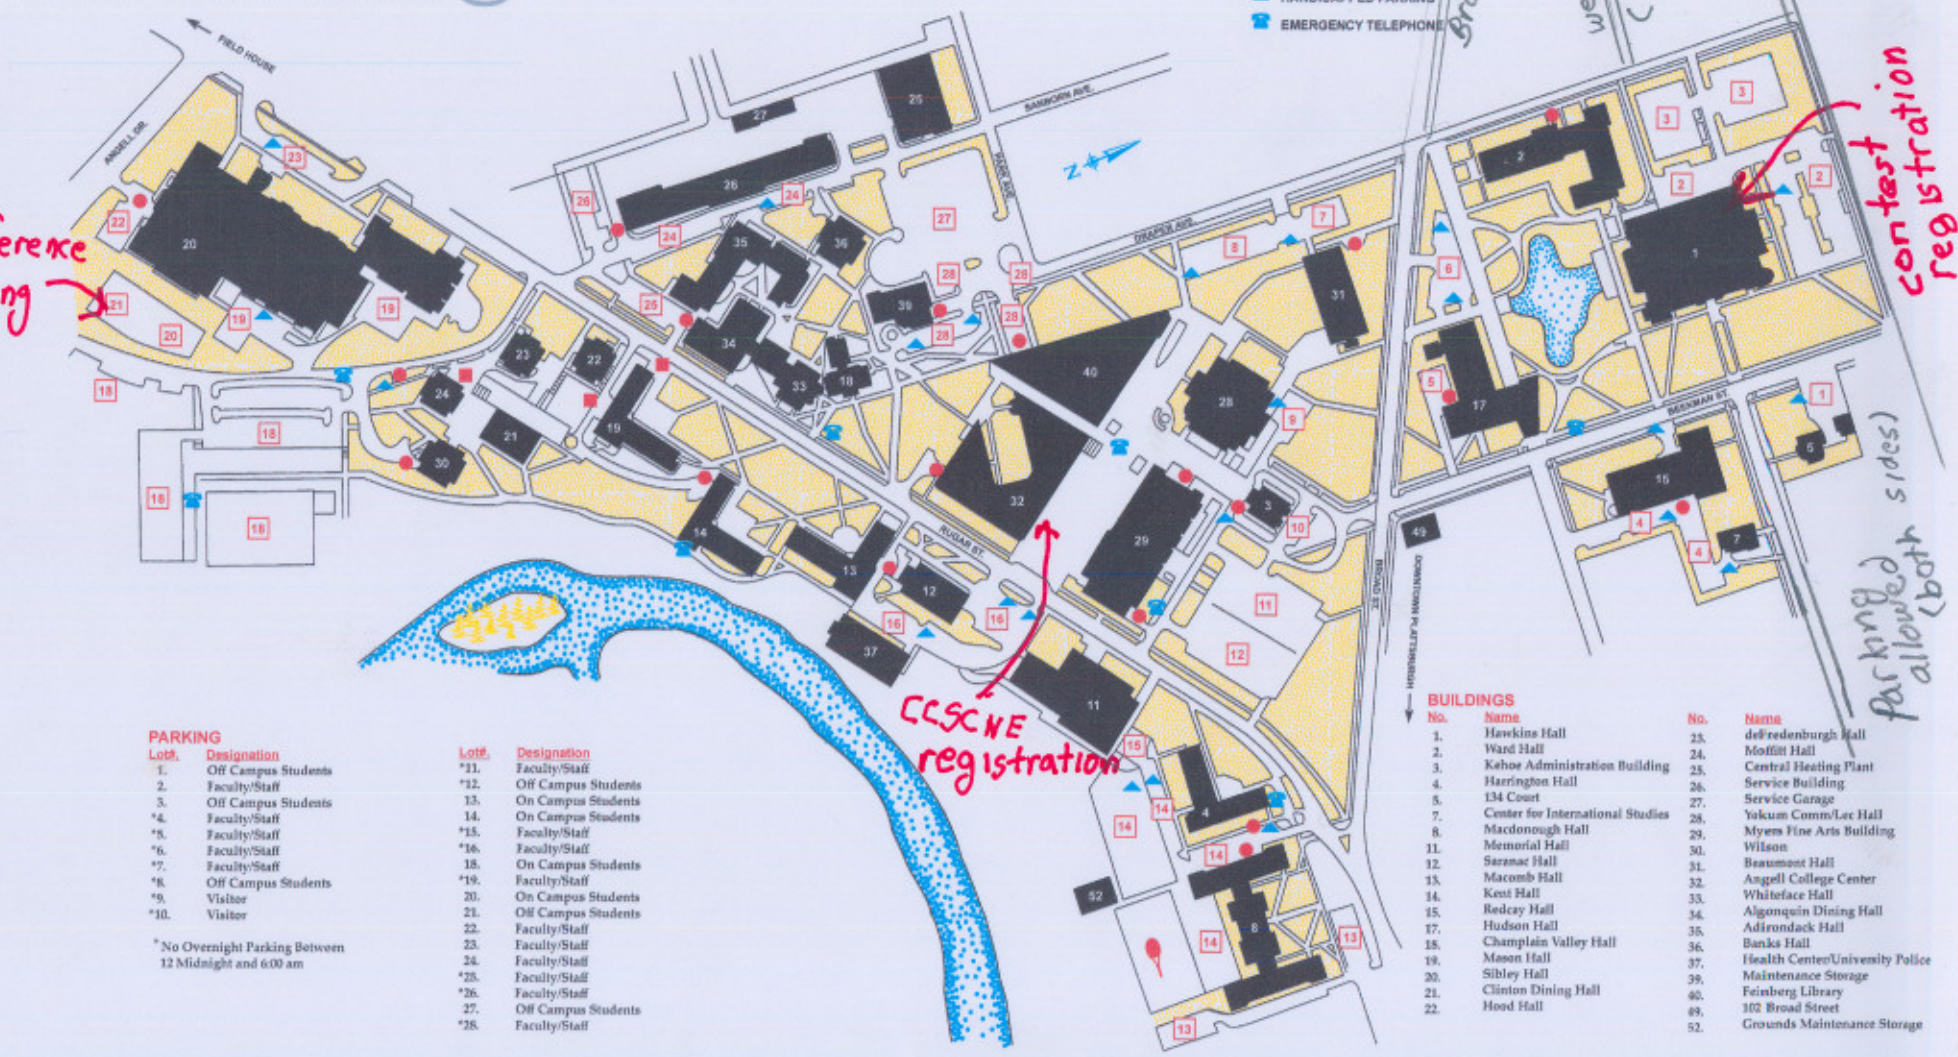 HANDICAPPED PARKING
EMERGENCY TELEPHONE
FIELD HOUSE
ANGELL DR.
SANBORN AVE.
PARK AVE.
DRAPER AVE.
BEEKMAN ST.
RUGAR ST.
BROAD ST.
DOWNTOWN PLATTSBURGH
N
contest
registration
CCSCNE
registration
Parking
allowed
(both sides)
PARKING
Lot#. Designation
1. Off Campus Students
2. Faculty/Staff
3. Off Campus Students
*4. Faculty/Staff
*5. Faculty/Staff
*6. Faculty/Staff
*7. Faculty/Staff
*8. Off Campus Students
*9. Visitor
*10. Visitor
* No Overnight Parking Between
12 Midnight and 6:00 am
Lot#. Designation
*11. Faculty/Staff
*12. Off Campus Students
13. On Campus Students
14. On Campus Students
*15. Faculty/Staff
*16. Faculty/Staff
18. On Campus Students
*19. Faculty/Staff
20. On Campus Students
21. Off Campus Students
22. Faculty/Staff
23. Faculty/Staff
24. Faculty/Staff
*25. Faculty/Staff
*26. Faculty/Staff
27. Off Campus Students
*28. Faculty/Staff
BUILDINGS
No. Name
1. Hawkins Hall
2. Ward Hall
3. Kehoe Administration Building
4. Harrington Hall
5. 134 Court
7. Center for International Studies
8. Macdonough Hall
11. Memorial Hall
12. Saranac Hall
13. Macomb Hall
14. Kent Hall
15. Redcay Hall
17. Hudson Hall
18. Champlain Valley Hall
19. Mason Hall
20. Sibley Hall
21. Clinton Dining Hall
22. Hood Hall
No. Name
23. deFredenburgh Hall
24. Moffitt Hall
25. Central Heating Plant
26. Service Building
27. Service Garage
28. Yokum Comm/Lec Hall
29. Myers Fine Arts Building
30. Wilson
31. Beaumont Hall
32. Angell College Center
33. Whiteface Hall
34. Algonquin Dining Hall
35. Adirondack Hall
36. Banks Hall
37. Health Center/University Police
39. Maintenance Storage
40. Feinberg Library
49. 102 Broad Street
52. Grounds Maintenance Storage